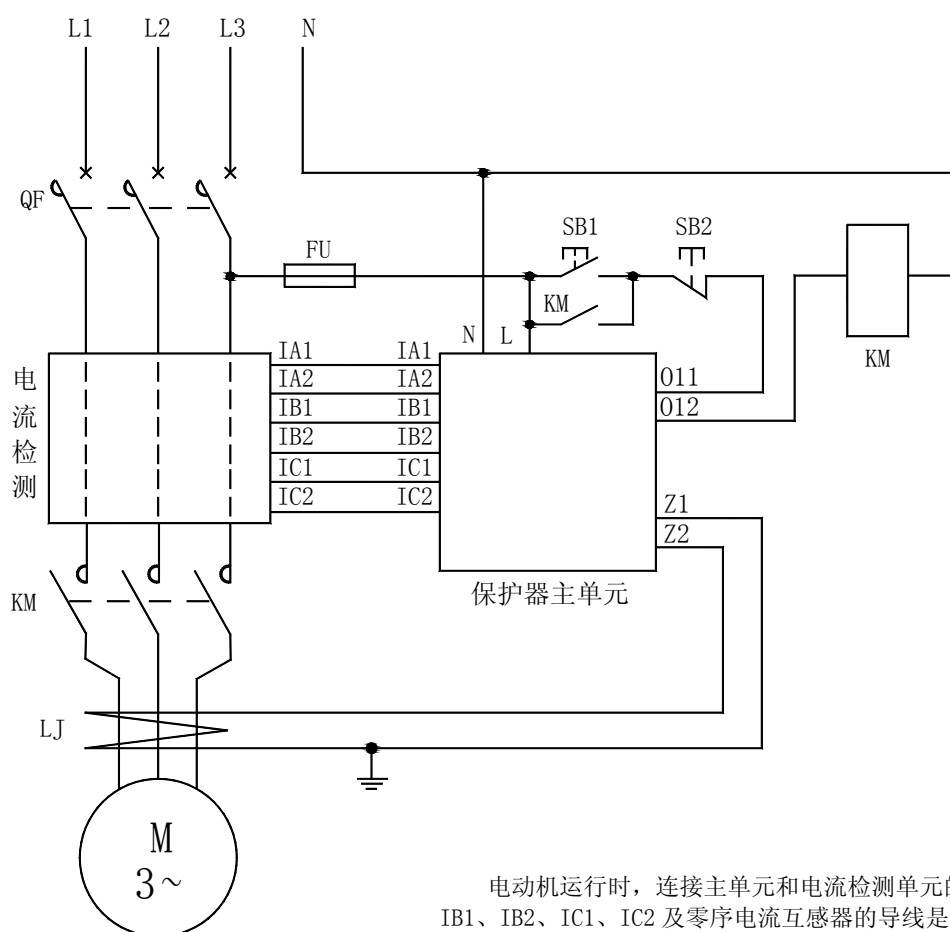 L1 L2 L3 N
QF
FU
SB1 SB2
KM
N L
KM
电流检测
IA1 IA1
IA2 IA2
IB1 IB1
IB2 IB2
IC1 IC1
IC2 IC2
O11
O12
Z1
Z2
保护器主单元
KM
LJ
M
3~
电动机运行时，连接主单元和电流检测单元的
IB1、IB2、IC1、IC2 及零序电流互感器的导线是